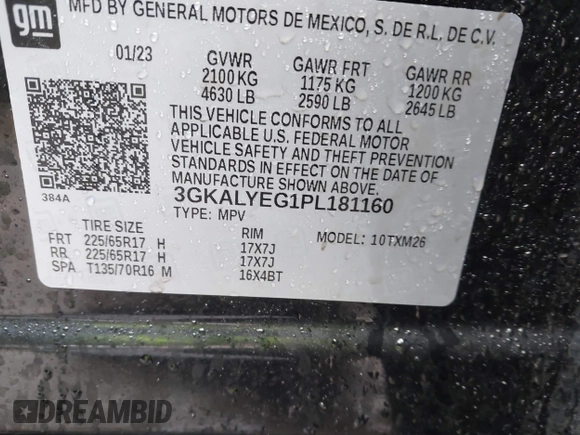 gm
MFD BY GENERAL MOTORS DE MEXICO, S. DE R.L. DE C.V.
01/23 GVWR GAWR FRT GAWR RR
2100 KG 1175 KG 1200 KG
4630 LB 2590 LB 2645 LB
THIS VEHICLE CONFORMS TO ALL
APPLICABLE U.S. FEDERAL MOTOR
VEHICLE SAFETY AND THEFT PREVENTION
STANDARDS IN EFFECT ON THE DATE OF
MANUFACTURE SHOWN ABOVE.
384A
3GKALYEG1PL181160
TYPE: MPV
TIRE SIZE RIM MODEL: 10TXM26
FRT 225/65R17 H 17X7J
RR 225/65R17 H 17X7J
SPA T135/70R16 M 16X4BT
DREAMBID